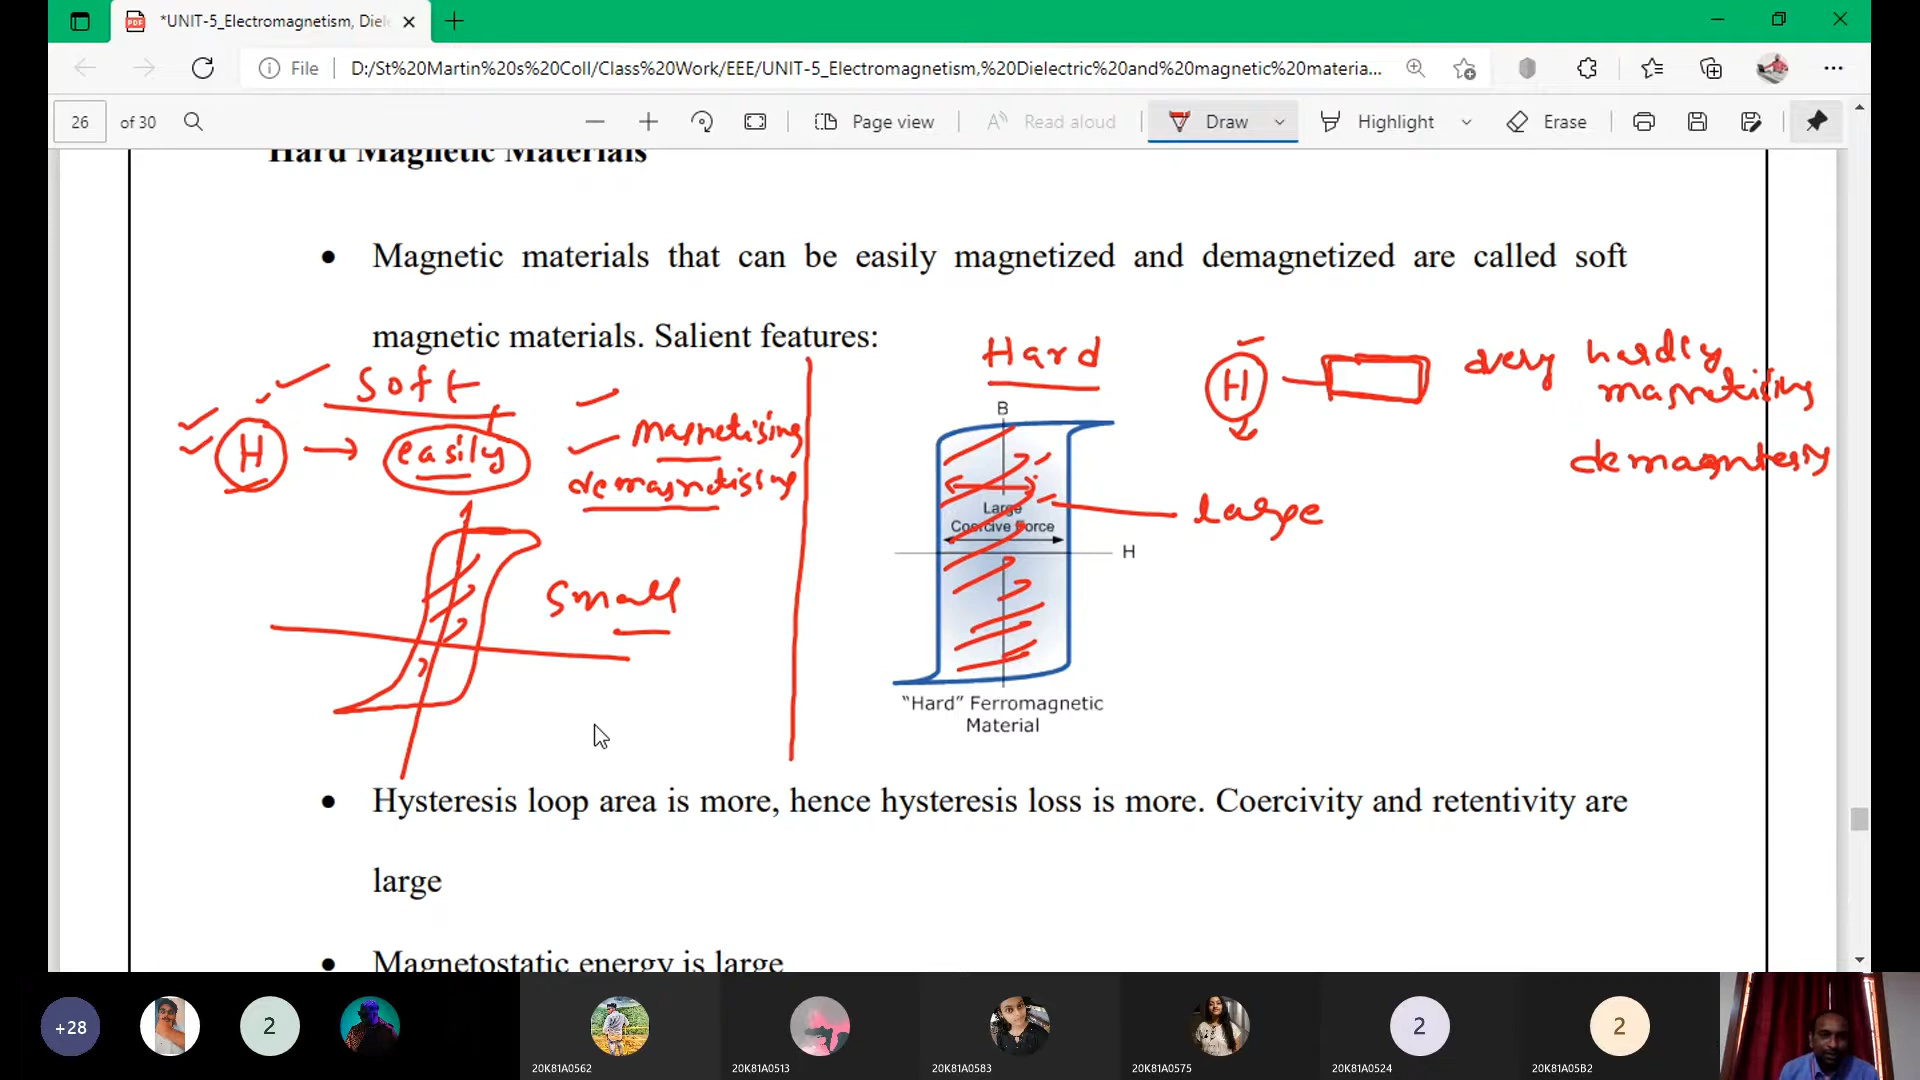 *UNIT-5_Electromagnetism, Diele
File
D:/St%20Martin%20s%20Coll/Class%20Work/EEE/UNIT-5_Electromagnetism,%20Dielectric%20and%20magnetic%20materia...
26 of 30
Page view
Read aloud
Draw
Highlight
Erase
Hard Magnetic Materials
• Magnetic materials that can be easily magnetized and demagnetized are called soft
magnetic materials. Salient features:
Soft
H → easily
magnetising
demagnetising
small
Hard
H
very hardly
magnetising
large
B
Large
Coercive Force
H
"Hard" Ferromagnetic
Material
• Hysteresis loop area is more, hence hysteresis loss is more. Coercivity and retentivity are
large
• Magnetostatic energy is large
+28
2
2
2
20K81A0562
20K81A0513
20K81A0583
20K81A0575
20K81A0524
20K81A05B2